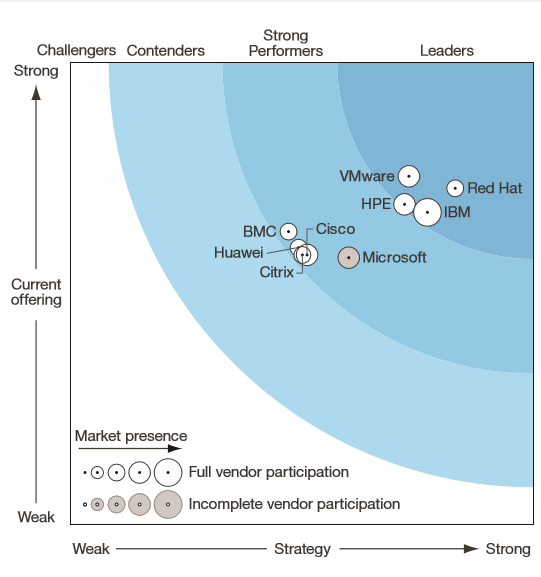 Challengers
Contenders
Strong
Performers
Leaders
Strong
VMware
Red Hat
HPE
IBM
BMC
Cisco
Huawei
Citrix
Microsoft
Current
offering
Market presence
Full vendor participation
Incomplete vendor participation
Weak
Weak
Strategy
Strong